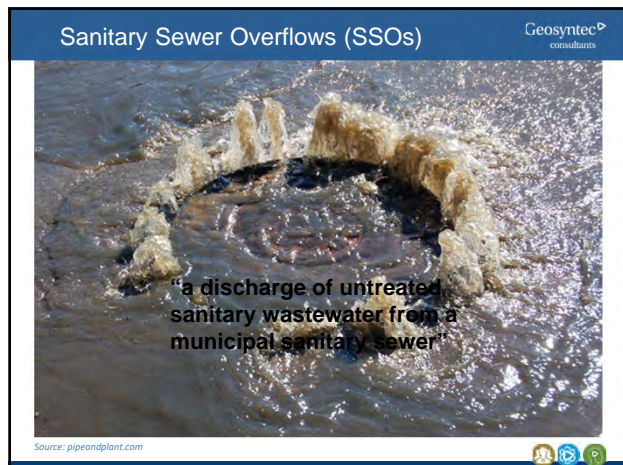 Sanitary Sewer Overflows (SSOs)
Geosyntec
consultants
“a discharge of untreated
sanitary wastewater from a
municipal sanitary sewer”
Source: pipeandplant.com